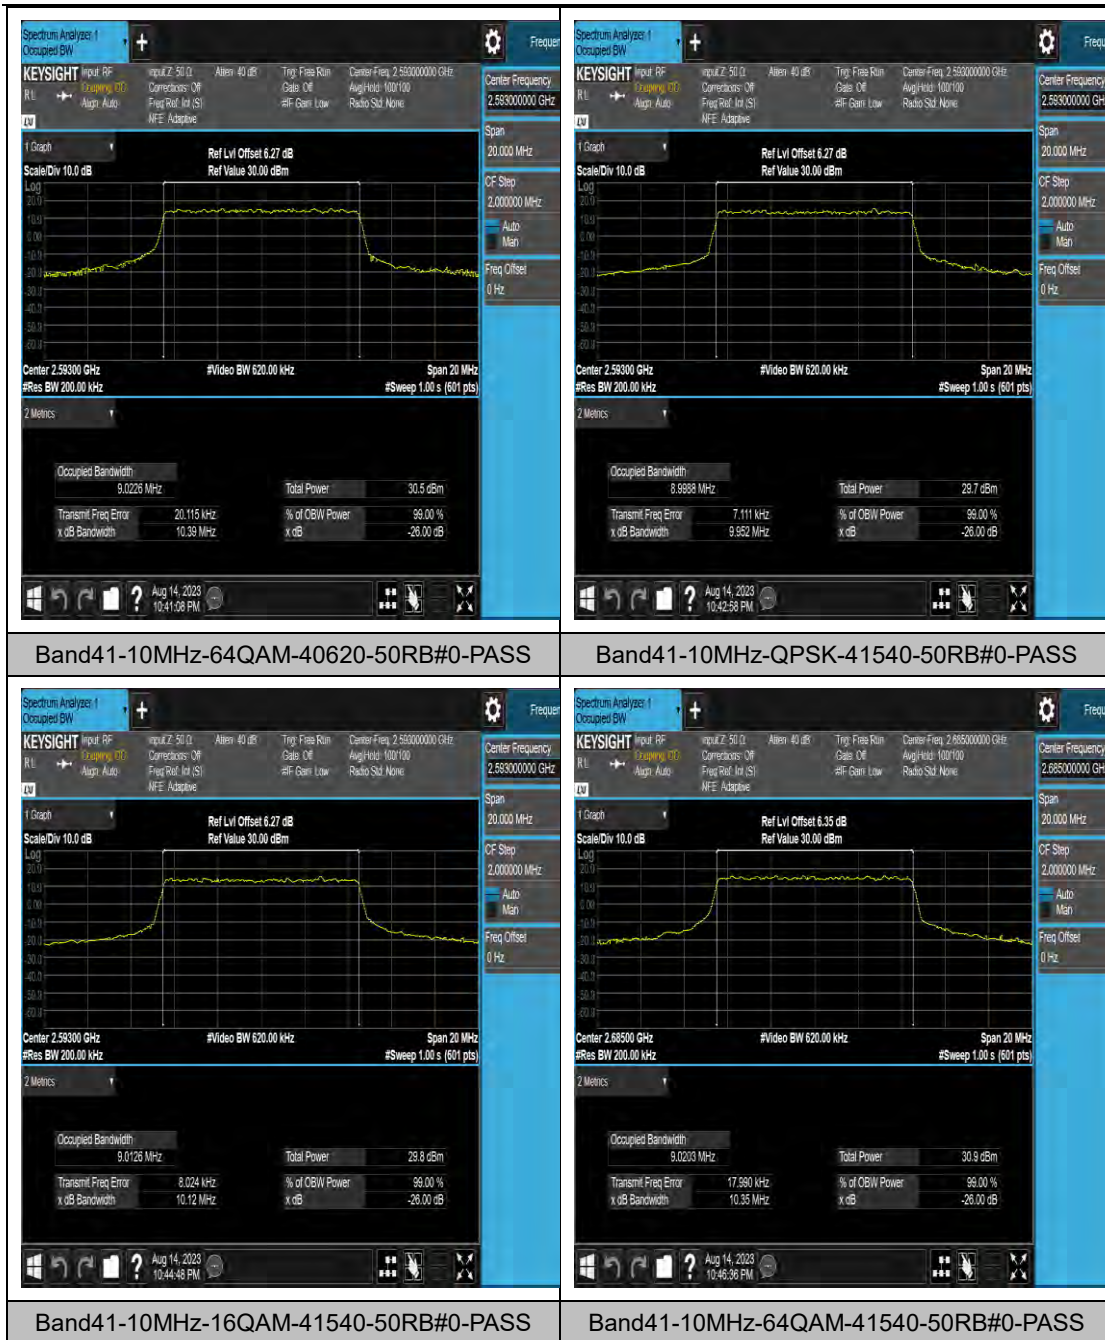 Spectrum Analyzer 1
Occupied BW
+
Frequen
KEYSIGHT
Input: RF
Coupling: DC
Align: Auto
Input Z: 50 Ω
Corrections: Off
Freq Ref: Int (S)
NFE: Adaptive
Atten: 40 dB
Trig: Free Run
Gate: Off
#IF Gain: Low
Center Freq: 2.593000000 GHz
Avg|Hold: 100/100
Radio Std: None
Center Frequency
2.593000000 GHz
Span
20.000 MHz
CF Step
2.000000 MHz
Auto
Man
Freq Offset
0 Hz
1 Graph
Scale/Div 10.0 dB
Ref Lvl Offset 6.27 dB
Ref Value 30.00 dBm
Log
Center 2.59300 GHz
#Res BW 200.00 kHz
#Video BW 620.00 kHz
Span 20 MHz
#Sweep 1.00 s (601 pts)
2 Metrics
Occupied Bandwidth
9.0226 MHz
Total Power 30.5 dBm
Transmit Freq Error 20.115 kHz
% of OBW Power 99.00 %
x dB Bandwidth 10.39 MHz
x dB -26.00 dB
Aug 14, 2023
10:41:08 PM
Band41-10MHz-64QAM-40620-50RB#0-PASS
Spectrum Analyzer 1
Occupied BW
+
Frequ
KEYSIGHT
Input: RF
Coupling: DC
Align: Auto
Input Z: 50 Ω
Corrections: Off
Freq Ref: Int (S)
NFE: Adaptive
Atten: 40 dB
Trig: Free Run
Gate: Off
#IF Gain: Low
Center Freq: 2.593000000 GHz
Avg|Hold: 100/100
Radio Std: None
Center Frequency
2.593000000 GH
Span
20.000 MHz
CF Step
2.000000 MHz
Auto
Man
Freq Offset
0 Hz
1 Graph
Scale/Div 10.0 dB
Ref Lvl Offset 6.27 dB
Ref Value 30.00 dBm
Log
Center 2.59300 GHz
#Res BW 200.00 kHz
#Video BW 620.00 kHz
Span 20 MHz
#Sweep 1.00 s (601 pts)
2 Metrics
Occupied Bandwidth
8.9988 MHz
Total Power 29.7 dBm
Transmit Freq Error 7.111 kHz
% of OBW Power 99.00 %
x dB Bandwidth 9.952 MHz
x dB -26.00 dB
Aug 14, 2023
10:42:58 PM
Band41-10MHz-QPSK-41540-50RB#0-PASS
Spectrum Analyzer 1
Occupied BW
+
Frequen
KEYSIGHT
Input: RF
Coupling: DC
Align: Auto
Input Z: 50 Ω
Corrections: Off
Freq Ref: Int (S)
NFE: Adaptive
Atten: 40 dB
Trig: Free Run
Gate: Off
#IF Gain: Low
Center Freq: 2.593000000 GHz
Avg|Hold: 100/100
Radio Std: None
Center Frequency
2.593000000 GHz
Span
20.000 MHz
CF Step
2.000000 MHz
Auto
Man
Freq Offset
0 Hz
1 Graph
Scale/Div 10.0 dB
Ref Lvl Offset 6.27 dB
Ref Value 30.00 dBm
Log
Center 2.59300 GHz
#Res BW 200.00 kHz
#Video BW 620.00 kHz
Span 20 MHz
#Sweep 1.00 s (601 pts)
2 Metrics
Occupied Bandwidth
9.0126 MHz
Total Power 29.8 dBm
Transmit Freq Error 8.024 kHz
% of OBW Power 99.00 %
x dB Bandwidth 10.12 MHz
x dB -26.00 dB
Aug 14, 2023
10:44:48 PM
Band41-10MHz-16QAM-41540-50RB#0-PASS
Spectrum Analyzer 1
Occupied BW
+
Frequ
KEYSIGHT
Input: RF
Coupling: DC
Align: Auto
Input Z: 50 Ω
Corrections: Off
Freq Ref: Int (S)
NFE: Adaptive
Atten: 40 dB
Trig: Free Run
Gate: Off
#IF Gain: Low
Center Freq: 2.685000000 GHz
Avg|Hold: 100/100
Radio Std: None
Center Frequency
2.685000000 GH
Span
20.000 MHz
CF Step
2.000000 MHz
Auto
Man
Freq Offset
0 Hz
1 Graph
Scale/Div 10.0 dB
Ref Lvl Offset 6.35 dB
Ref Value 30.00 dBm
Log
Center 2.68500 GHz
#Res BW 200.00 kHz
#Video BW 620.00 kHz
Span 20 MHz
#Sweep 1.00 s (601 pts)
2 Metrics
Occupied Bandwidth
9.0203 MHz
Total Power 30.9 dBm
Transmit Freq Error 17.990 kHz
% of OBW Power 99.00 %
x dB Bandwidth 10.35 MHz
x dB -26.00 dB
Aug 14, 2023
10:46:36 PM
Band41-10MHz-64QAM-41540-50RB#0-PASS